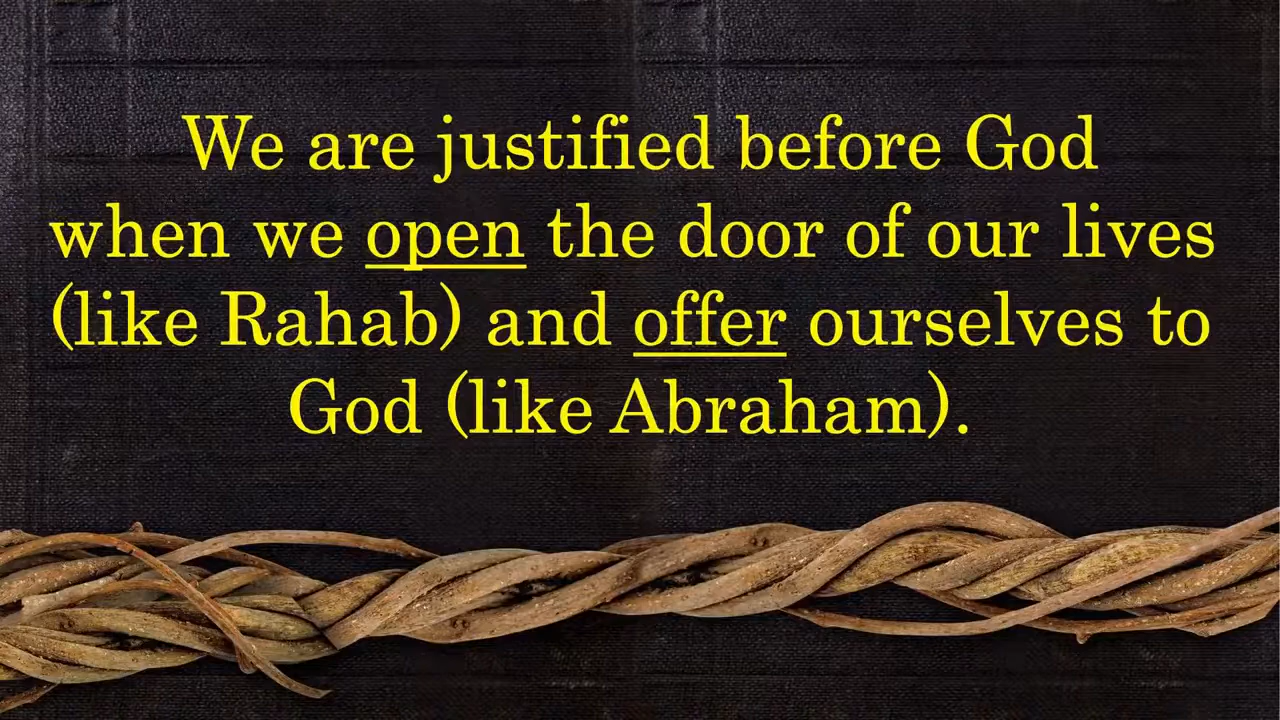 We are justified before God
when we open the door of our lives
(like Rahab) and offer ourselves to
God (like Abraham).